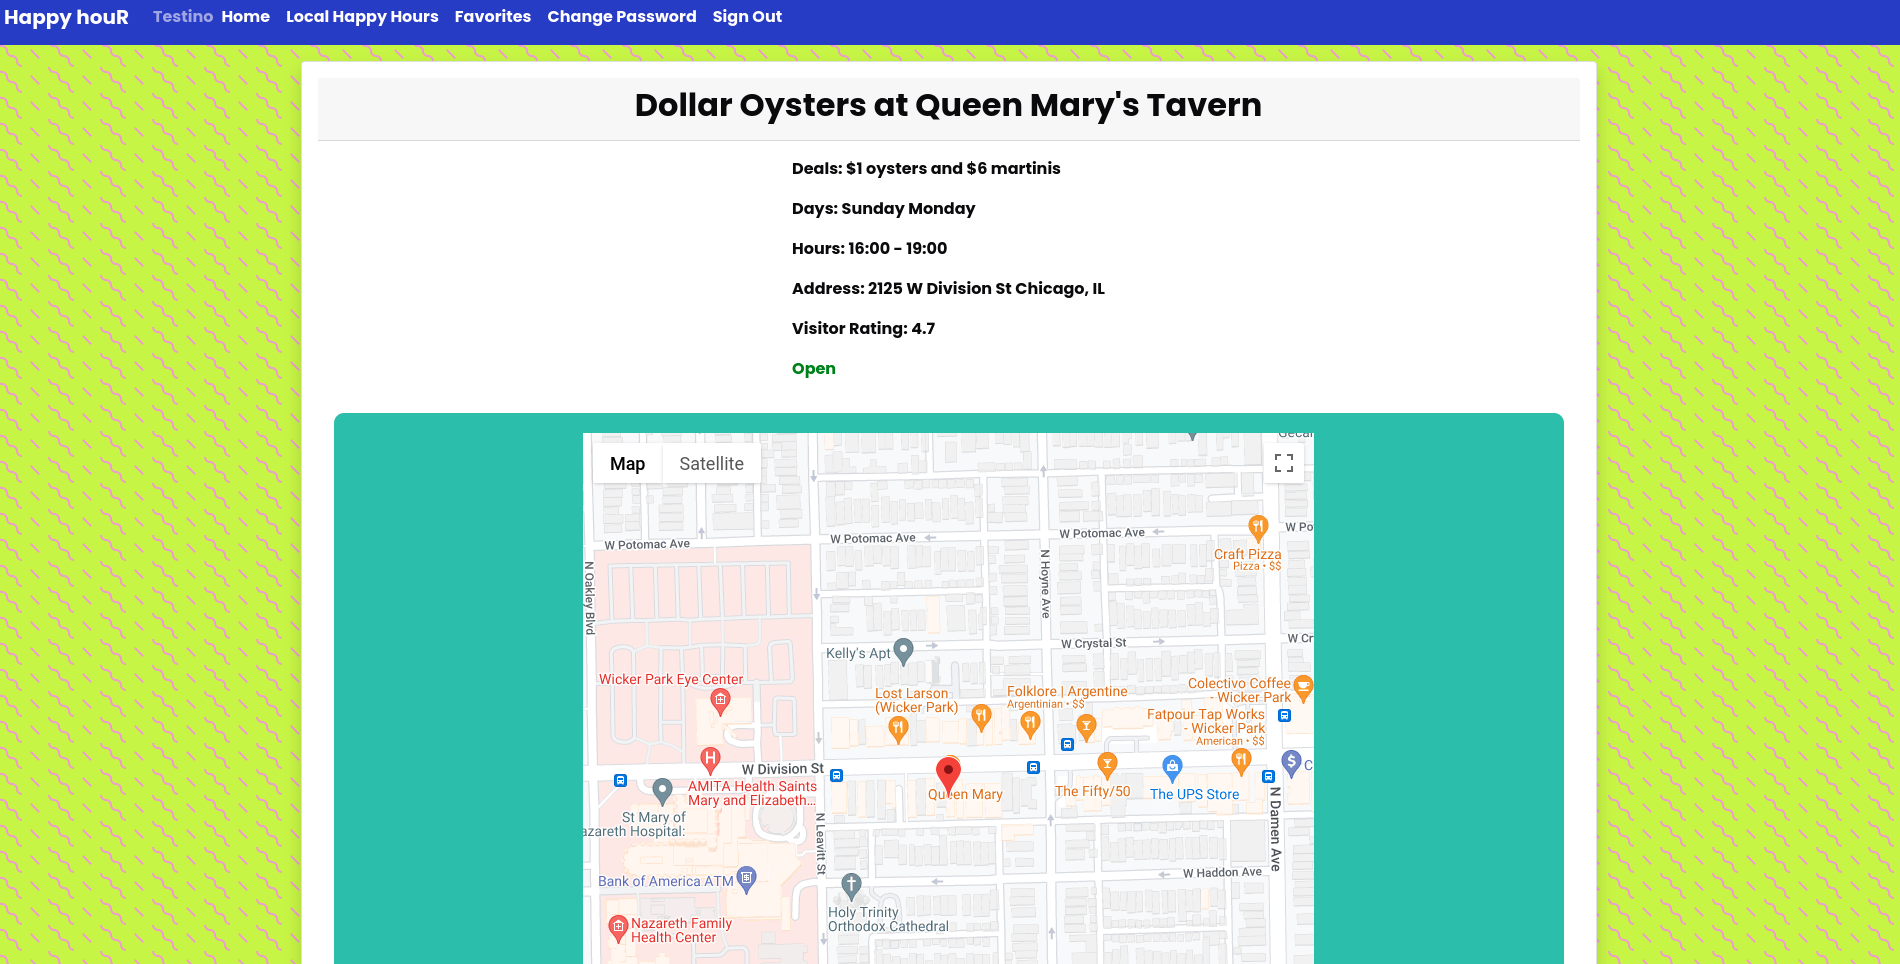 Happy houR Testino Home Local Happy Hours Favorites Change Password Sign Out
Dollar Oysters at Queen Mary's Tavern
Deals: $1 oysters and $6 martinis
Days: Sunday Monday
Hours: 16:00 - 19:00
Address: 2125 W Division St Chicago, IL
Visitor Rating: 4.7
Open
Map Satellite
W Potomac Ave
W Potomac Ave
W Potomac Ave
W Po
Craft Pizza
Pizza • $$
N Oakley Blvd
N Hoyne Ave
W Crystal St
W Cr
Kelly's Apt
Wicker Park Eye Center
Lost Larson
(Wicker Park)
Folklore | Argentine
Argentinian • $$
Colectivo Coffee
- Wicker Park
Fatpour Tap Works
- Wicker Park
American • $$
W Division St
H
$
C
AMITA Health Saints
Mary and Elizabeth...
Queen Mary
The Fifty/50
The UPS Store
St Mary of
azareth Hospital:
N Leavitt St
N Damen Ave
W Haddon Ave
Bank of America ATM
Holy Trinity
Orthodox Cathedral
Nazareth Family
Health Center